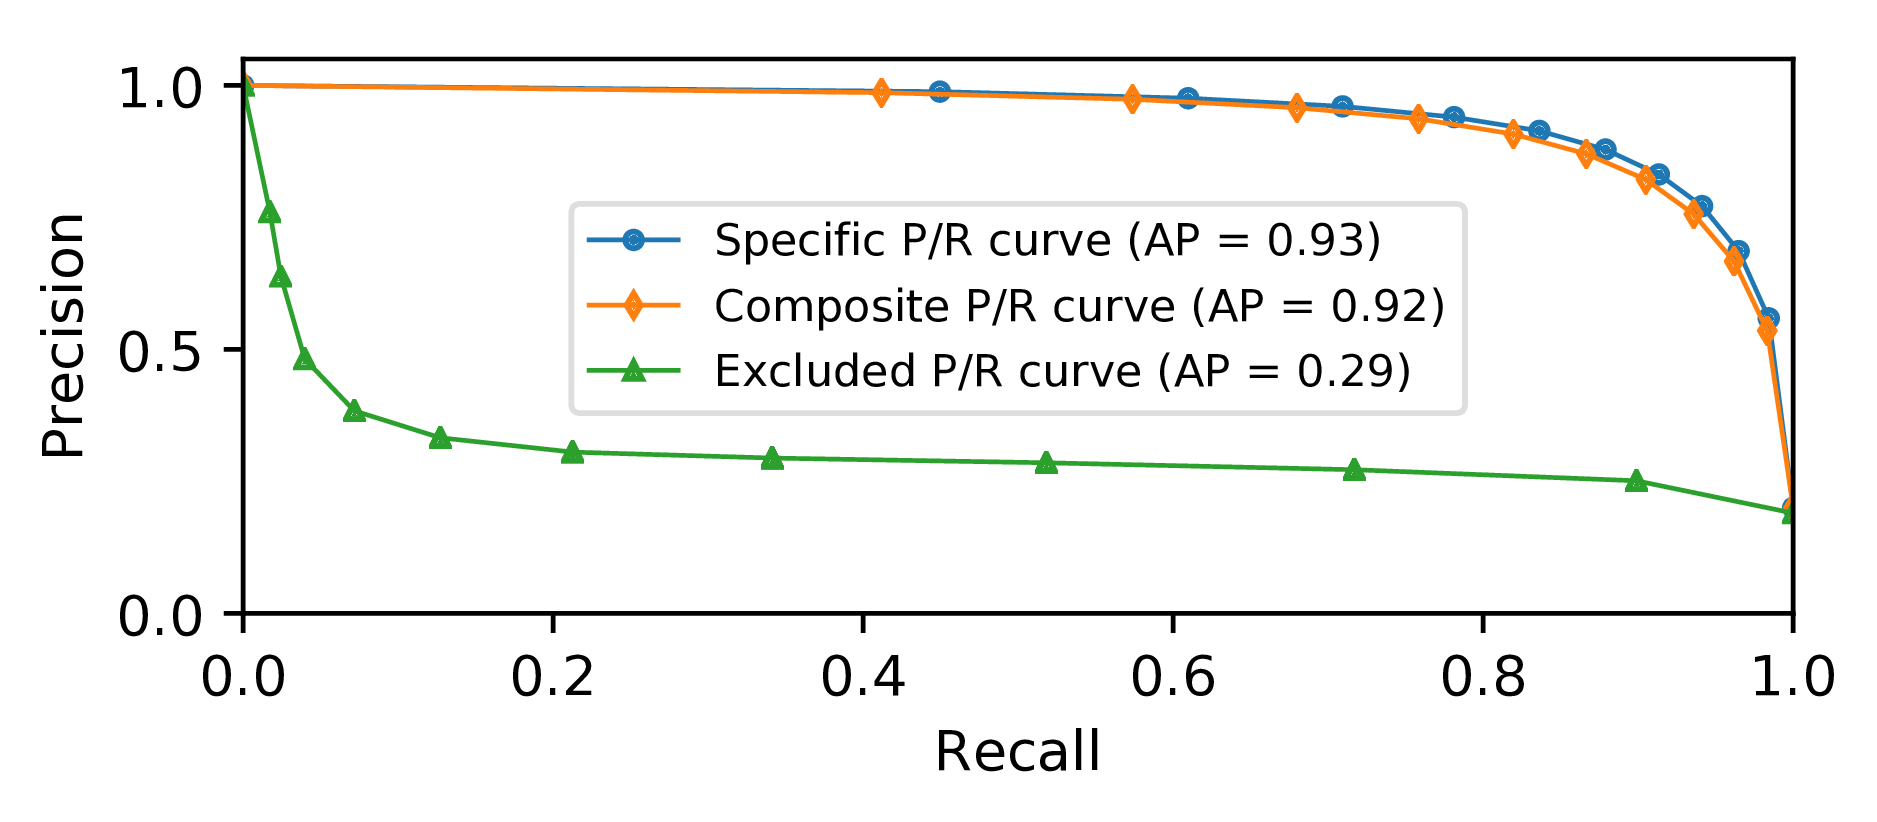 1.0
0.5
0.0
Precision
Specific P/R curve (AP = 0.93)
Composite P/R curve (AP = 0.92)
Excluded P/R curve (AP = 0.29)
0.0 0.2 0.4 0.6 0.8 1.0
Recall